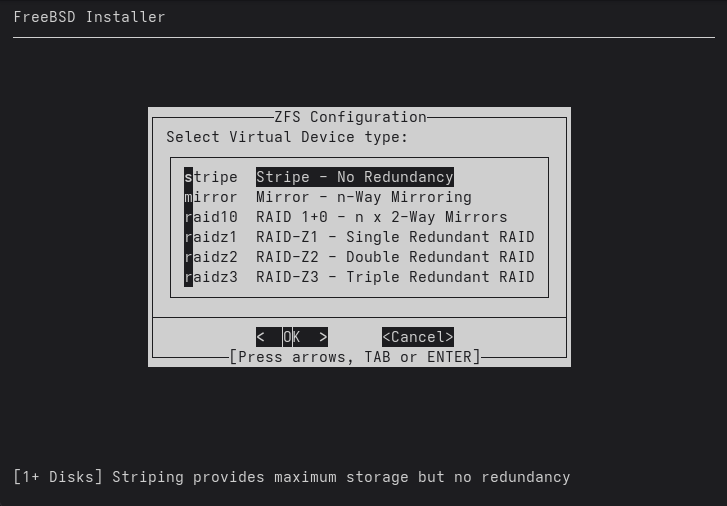 FreeBSD Installer
ZFS Configuration
Select Virtual Device type:
stripe  Stripe - No Redundancy
mirror  Mirror - n-Way Mirroring
raid10  RAID 1+0 - n x 2-Way Mirrors
raidz1  RAID-Z1 - Single Redundant RAID
raidz2  RAID-Z2 - Double Redundant RAID
raidz3  RAID-Z3 - Triple Redundant RAID
<  OK  >  <Cancel>
[Press arrows, TAB or ENTER]
[1+ Disks] Striping provides maximum storage but no redundancy